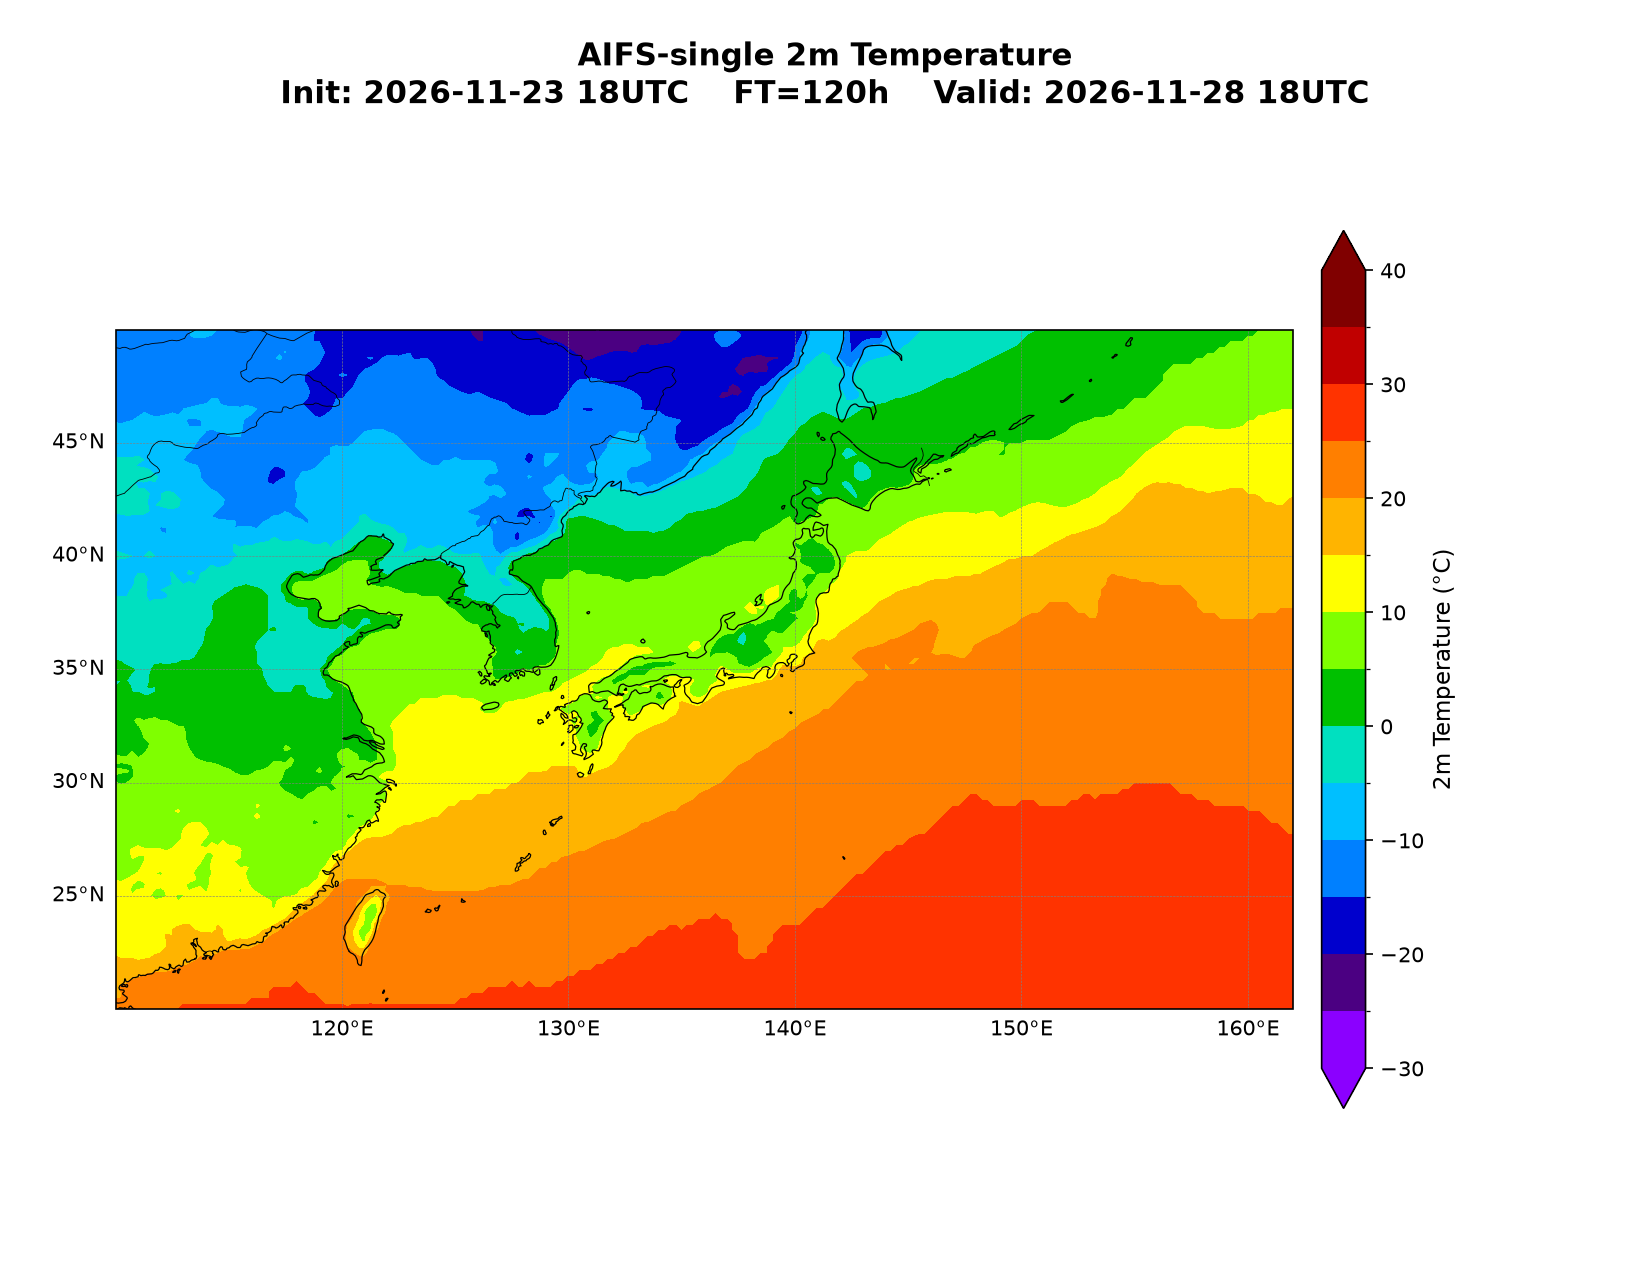 AIFS-single 2m Temperature
Init: 2026-11-23 18UTC    FT=120h    Valid: 2026-11-28 18UTC
45°N
40°N
35°N
30°N
25°N
120°E
130°E
140°E
150°E
160°E
40
30
20
10
0
−10
−20
−30
2m Temperature (°C)